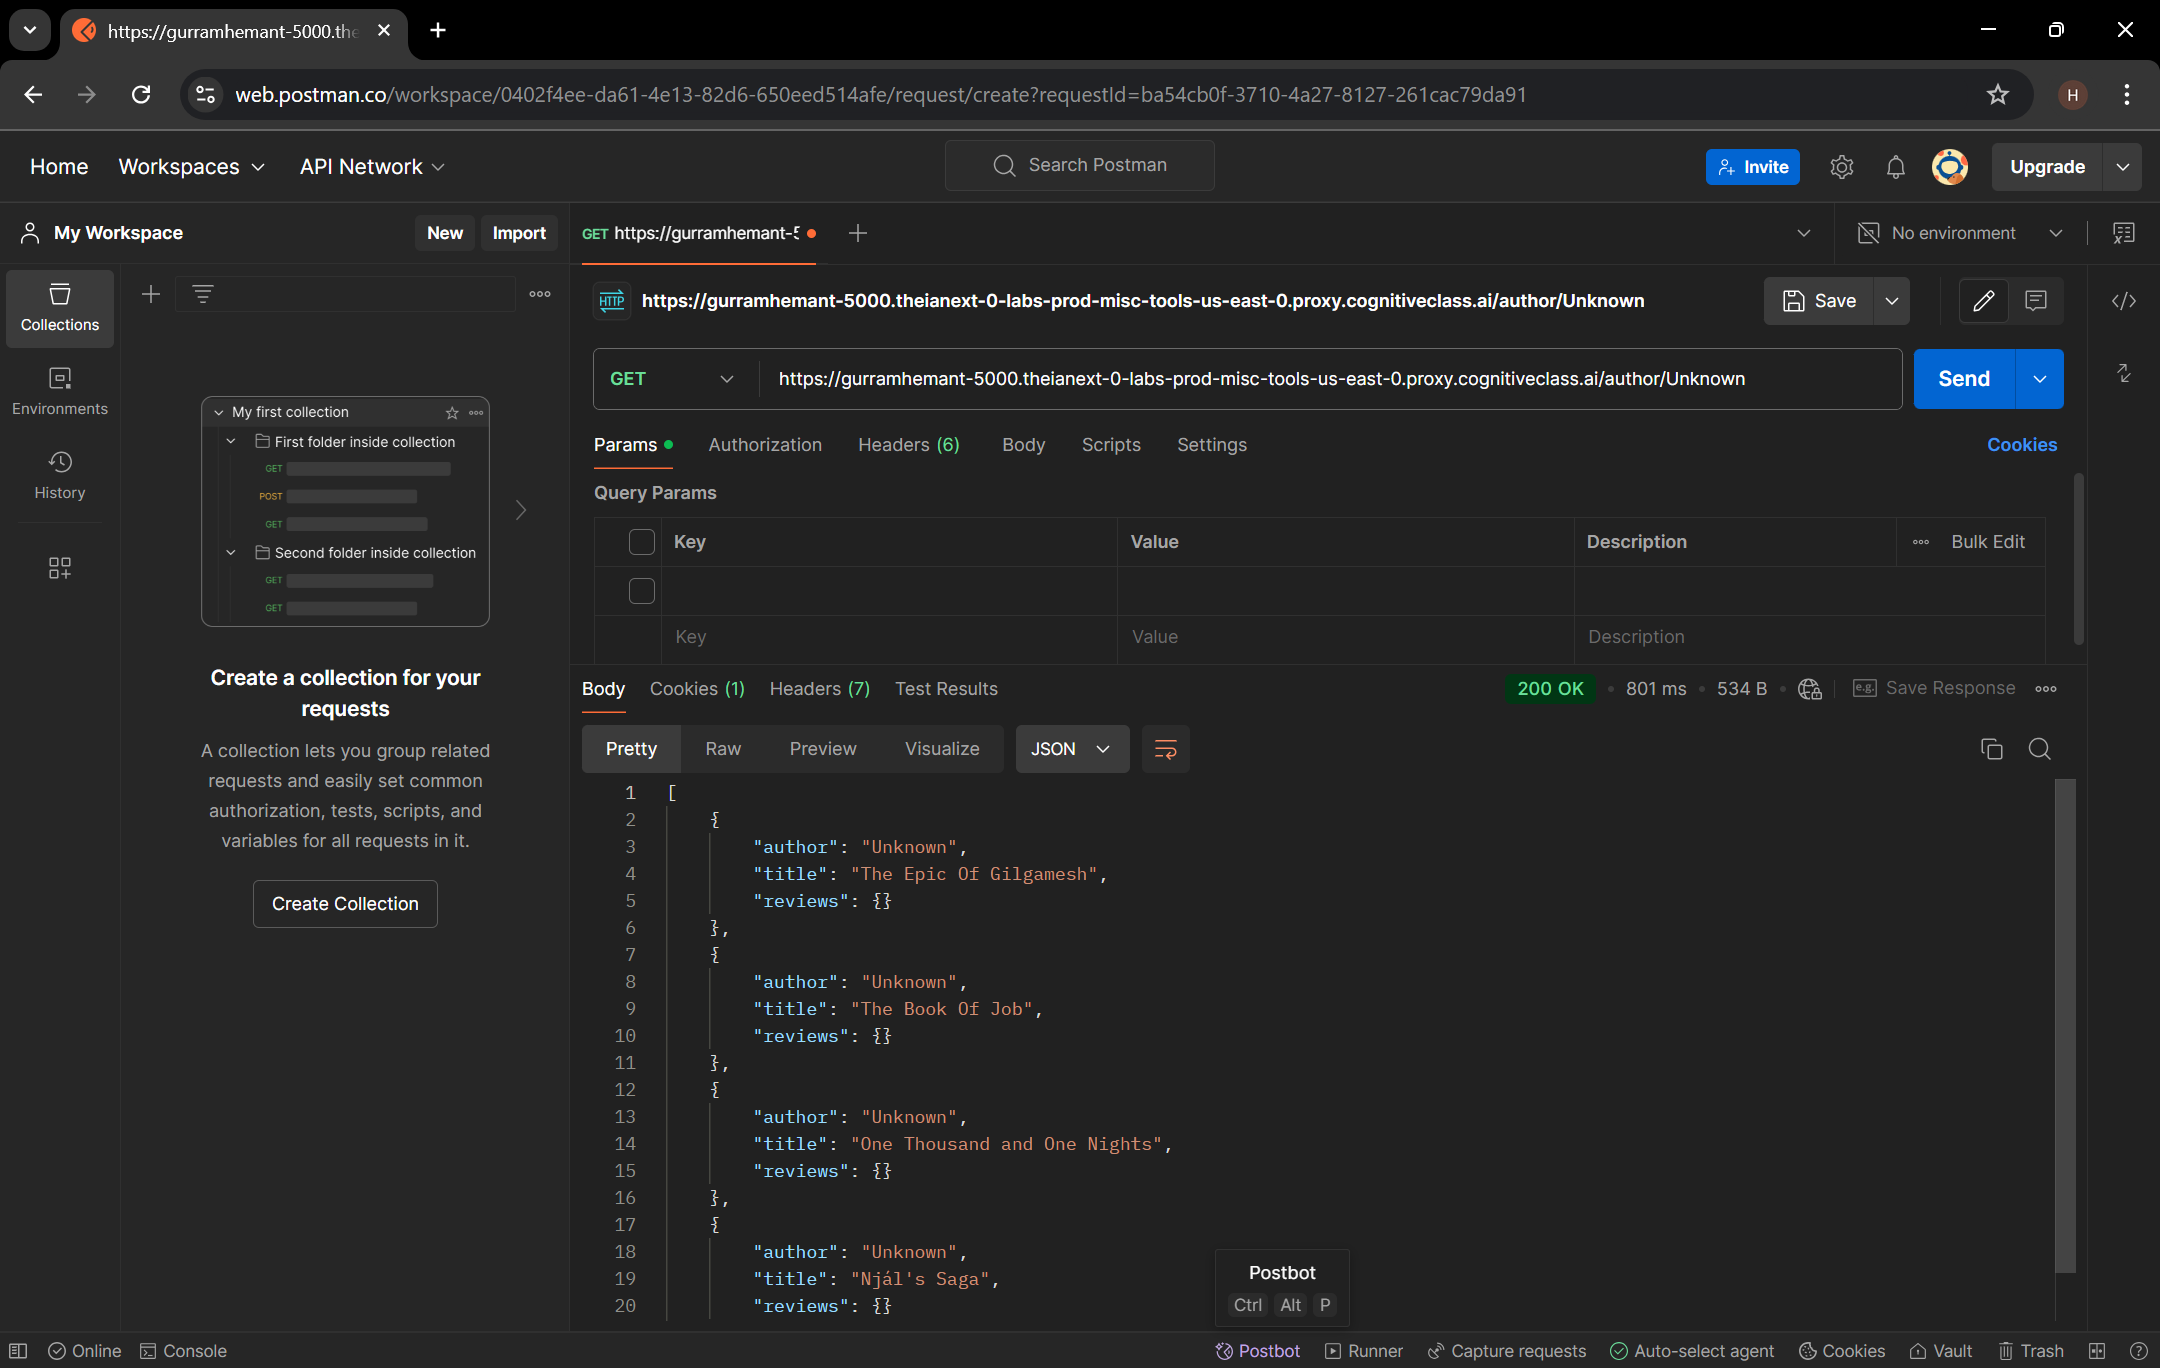 https://gurramhemant-5000.the
web.postman.co/workspace/0402f4ee-da61-4e13-82d6-650eed514afe/request/create?requestId=ba54cb0f-3710-4a27-8127-261cac79da91
H
Home Workspaces API Network Search Postman Invite Upgrade
My Workspace New Import GET https://gurramhemant-5 No environment
Collections
Environments
History
My first collection
First folder inside collection
GET
POST
GET
Second folder inside collection
GET
GET
Create a collection for your
requests
A collection lets you group related
requests and easily set common
authorization, tests, scripts, and
variables for all requests in it.
Create Collection
HTTP https://gurramhemant-5000.theianext-0-labs-prod-misc-tools-us-east-0.proxy.cognitiveclass.ai/author/Unknown Save
GET https://gurramhemant-5000.theianext-0-labs-prod-misc-tools-us-east-0.proxy.cognitiveclass.ai/author/Unknown Send
Params Authorization Headers (6) Body Scripts Settings Cookies
Query Params
Key Value Description Bulk Edit
Key Value Description
Body Cookies (1) Headers (7) Test Results 200 OK 801 ms 534 B e.g. Save Response
Pretty Raw Preview Visualize JSON
1 [
2 {
3 "author": "Unknown",
4 "title": "The Epic Of Gilgamesh",
5 "reviews": {}
6 },
7 {
8 "author": "Unknown",
9 "title": "The Book Of Job",
10 "reviews": {}
11 },
12 {
13 "author": "Unknown",
14 "title": "One Thousand and One Nights",
15 "reviews": {}
16 },
17 {
18 "author": "Unknown",
19 "title": "Njál's Saga",
20 "reviews": {}
Postbot
Ctrl Alt P
Online Console Postbot Runner Capture requests Auto-select agent Cookies Vault Trash